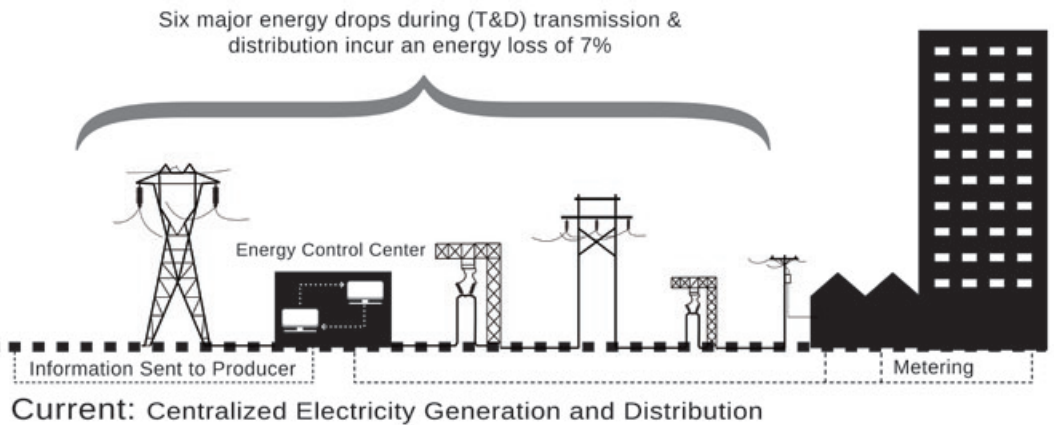 Six major energy drops during (T&D) transmission &
distribution incur an energy loss of 7%
Energy Control Center
Information Sent to Producer
Metering
Current: Centralized Electricity Generation and Distribution